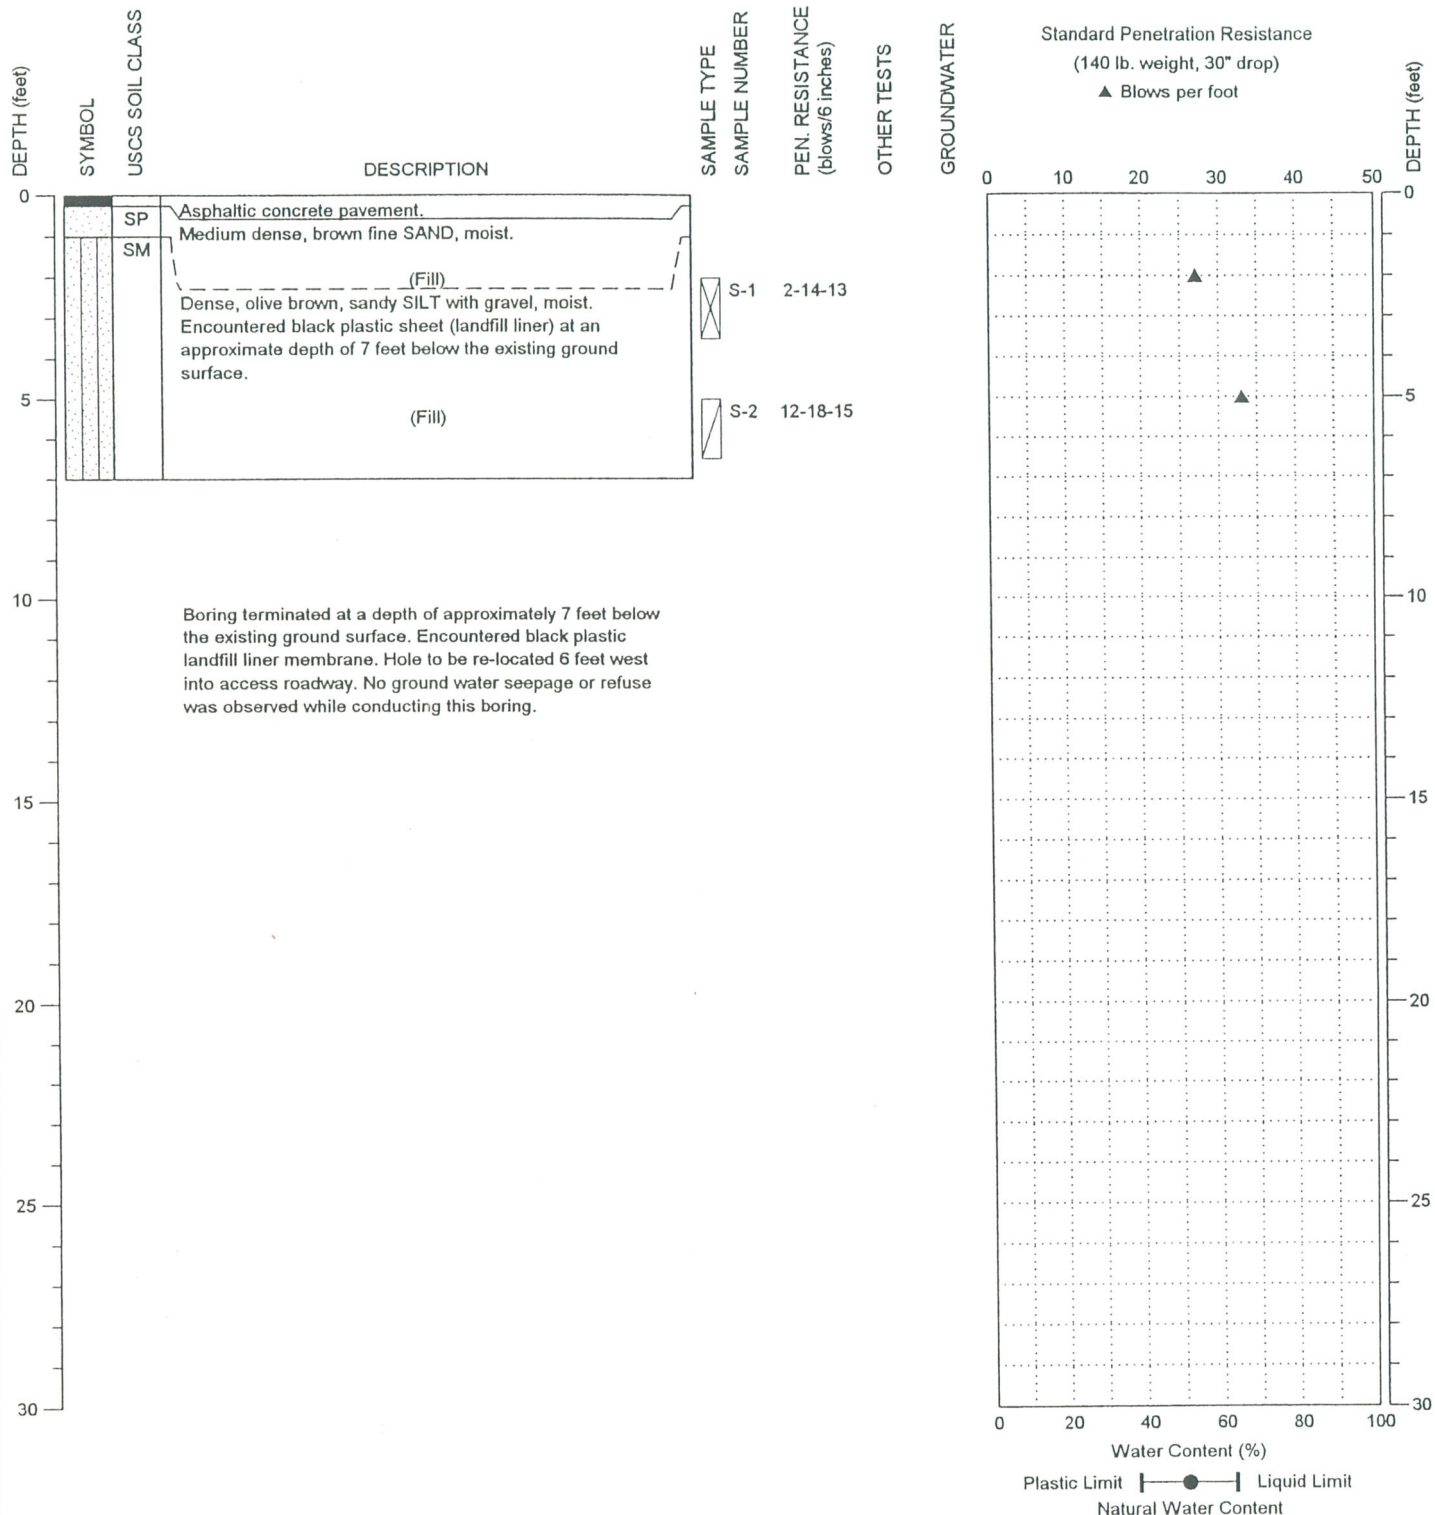 DEPTH (feet)
SYMBOL
USCS SOIL CLASS
DESCRIPTION
SAMPLE TYPE
SAMPLE NUMBER
PEN. RESISTANCE
(blows/6 inches)
OTHER TESTS
GROUNDWATER
Standard Penetration Resistance
(140 lb. weight, 30" drop)
▲ Blows per foot
DEPTH (feet)
0 10 20 30 40 50
0
5
10
15
20
25
30
SP
SM
Asphaltic concrete pavement.
Medium dense, brown fine SAND, moist.
(Fill)
Dense, olive brown, sandy SILT with gravel, moist.
Encountered black plastic sheet (landfill liner) at an
approximate depth of 7 feet below the existing ground
surface.
(Fill)
S-1 2-14-13
S-2 12-18-15
Boring terminated at a depth of approximately 7 feet below
the existing ground surface. Encountered black plastic
landfill liner membrane. Hole to be re-located 6 feet west
into access roadway. No ground water seepage or refuse
was observed while conducting this boring.
0
5
10
15
20
25
30
0 20 40 60 80 100
Water Content (%)
Plastic Limit Liquid Limit
Natural Water Content